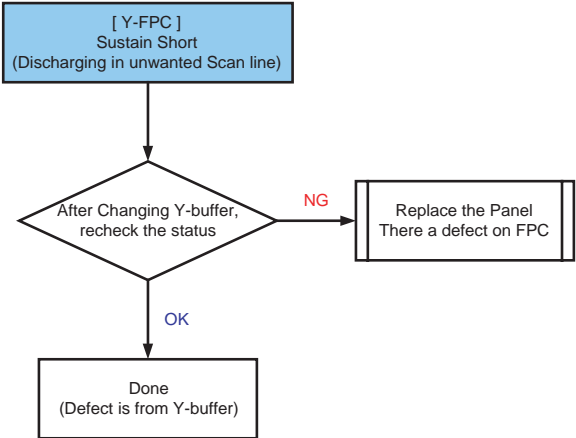 [ Y-FPC ]
Sustain Short
(Discharging in unwanted Scan line)
After Changing Y-buffer,
recheck the status
NG
Replace the Panel
There a defect on FPC
OK
Done
(Defect is from Y-buffer)